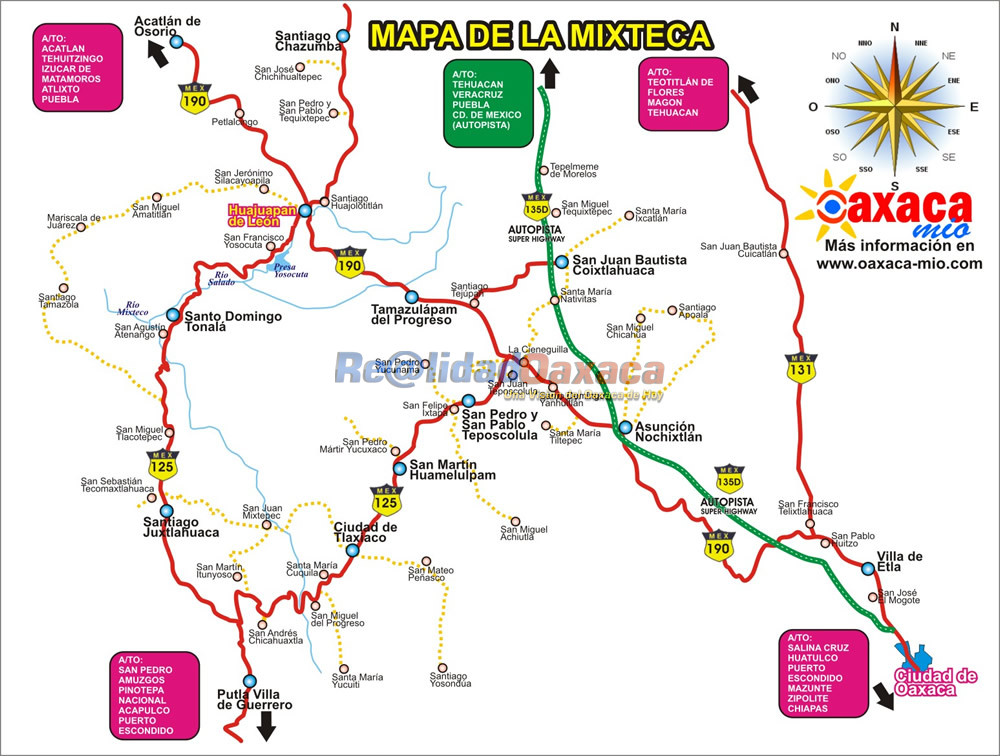 MAPA DE LA MIXTECA
A/TO:
ACATLAN
TEHUITZINGO
IZUCAR DE
MATAMOROS
ATLIXTO
PUEBLA
Acatlán de
Osorio
Santiago
Chazumba
A/TO:
TEHUACAN
VERACRUZ
PUEBLA
CD. DE MEXICO
(AUTOPISTA)
A/TO:
TEOTITLÁN DE
FLORES
MAGON
TEHUACAN
N
NNO
NNE
NO
NE
ONO
ENE
O
E
OSO
ESE
SO
SE
SSO
SSE
S
San José
Chichihualtepec
MEX
190
Petlalcingo
San Pedro y
San Pablo
Tequixtepec
Tepelmeme
de Morelos
San Jerónimo
Silacayoapila
Oaxaca
mio
Más información en
www.oaxaca-mio.com
San Miguel
Amatitlán
Mariscala de
Juárez
Huajuapan
de León
Santiago
Huajolotitlán
MEX
135D
San Miguel
Tequixtepec
Santa María
Ixcatlán
AUTOPISTA
SUPER HIGHWAY
San Francisco
Yosocuta
MEX
190
San Juan Bautista
Cuicatlán
San Juan Bautista
Coixtlahuaca
Presa
Yosocuta
Río
Salado
Santiago
Tamazola
Río
Mixteco
Santiago
Tejupan
Santa María
Nativitas
Tamazulápam
del Progreso
Santo Domingo
Tonalá
San Agustín
Atenango
San Miguel
Chicahua
Santiago
Apoala
La Cieneguilla
Re@lidadOaxaca
San Pedro
Yucunama
San Juan
Teposcolula
Yanhuitlán
MEX
131
San Felipe
Ixtapa
San Pedro y
San Pablo
Teposcolula
Santa María
Tiltepec
Asunción
Nochixtlán
San Miguel
Tlacotepec
San Pedro
Mártir Yucuxaco
San Martín
Huamelulpam
MEX
125
MEX
135D
AUTOPISTA
SUPER HIGHWAY
San Sebastián
Tecomaxtlahuaca
MEX
125
Santiago
Juxtlahuaca
San Juan
Mixtepec
Ciudad de
Tlaxiaco
San Miguel
Achiutla
San Francisco
Telixtlahuaca
San Pablo
Huitzo
MEX
190
Villa de
Etla
San Martín
Itunyoso
Santa María
Cuquila
San Mateo
Peñasco
San José
El Mogote
San Miguel
del Progreso
San Andrés
Chicahuaxtla
A/TO:
SAN PEDRO
AMUZGOS
PINOTEPA
NACIONAL
ACAPULCO
PUERTO
ESCONDIDO
Putla Villa
de Guerrero
Santa María
Yucuiti
Santiago
Yosondúa
A/TO:
SALINA CRUZ
HUATULCO
PUERTO
ESCONDIDO
MAZUNTE
ZIPOLITE
CHIAPAS
Ciudad de
Oaxaca